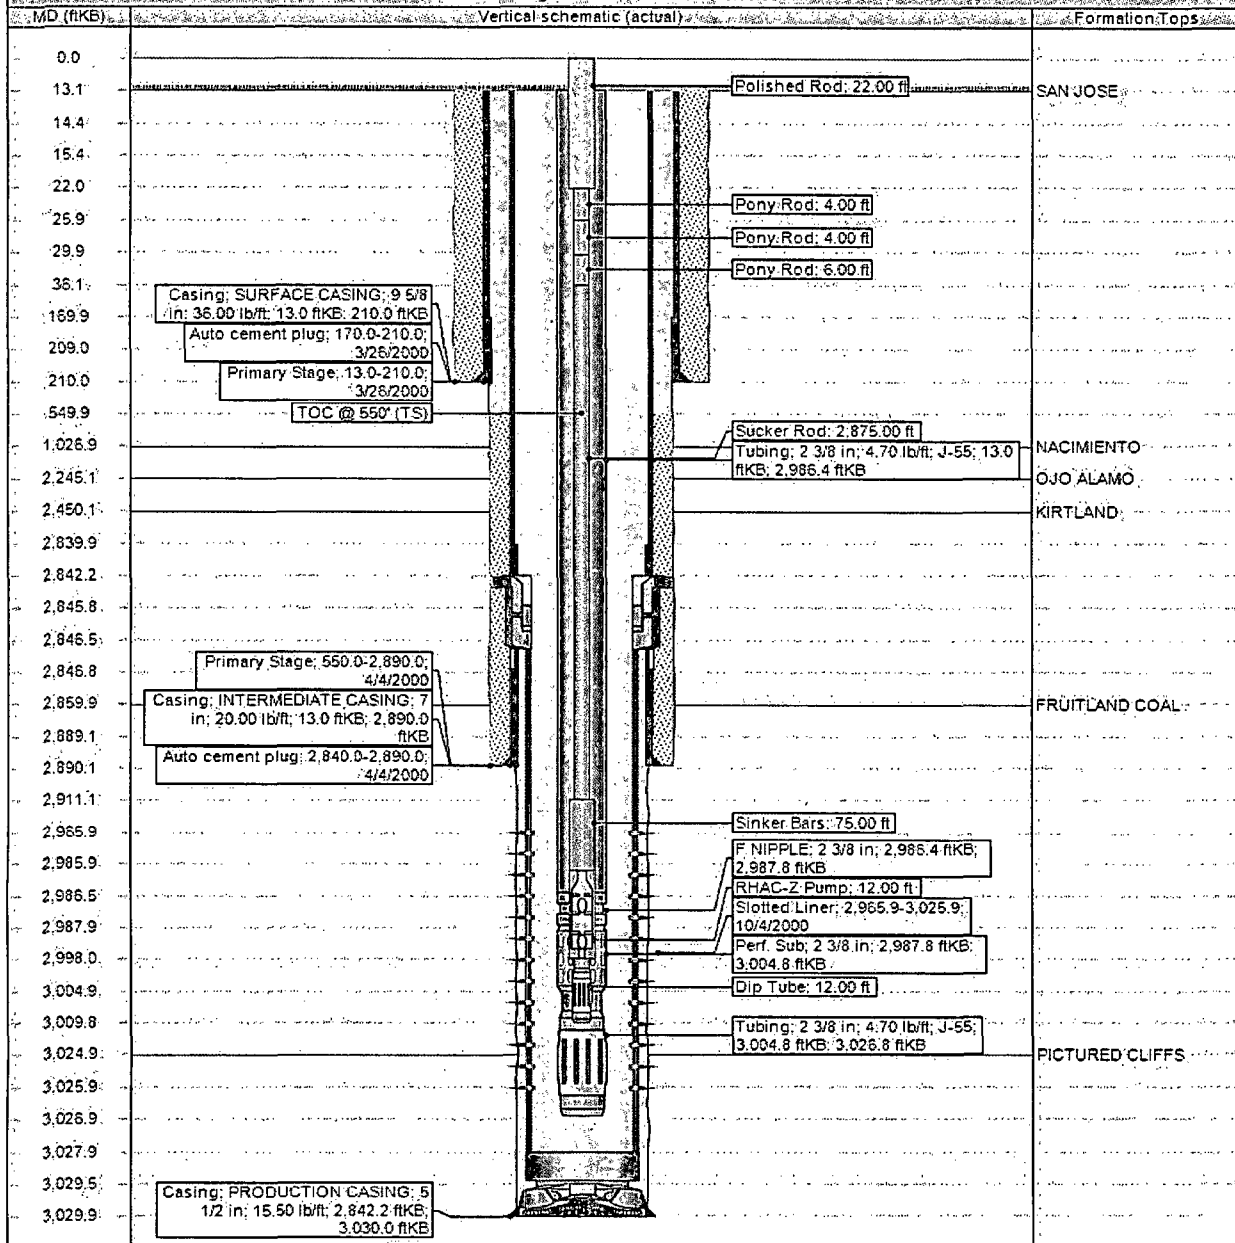 MD (ftKB)
Vertical schematic (actual)
Formation Tops
0.0
13.1
14.4
15.4
22.0
25.9
29.9
36.1
169.9
209.0
210.0
549.9
1,026.9
2,245.1
2,450.1
2,839.9
2,842.2
2,845.8
2,846.5
2,846.8
2,859.9
2,889.1
2,890.1
2,911.1
2,965.9
2,985.9
2,986.5
2,987.9
2,998.0
3,004.9
3,009.8
3,024.9
3,025.9
3,026.9
3,027.9
3,029.5
3,029.9
Casing; SURFACE CASING; 9 5/8
in; 36.00 lb/ft; 13.0 ftKB; 210.0 ftKB
Auto cement plug; 170.0-210.0;
3/26/2000
Primary Stage; 13.0-210.0;
3/26/2000
TOC @ 550' (TS)
Primary Stage; 550.0-2,890.0;
4/4/2000
Casing; INTERMEDIATE CASING; 7
in; 20.00 lb/ft; 13.0 ftKB; 2,890.0
ftKB
Auto cement plug; 2,840.0-2,890.0;
4/4/2000
Casing; PRODUCTION CASING; 5
1/2 in; 15.50 lb/ft; 2,842.2 ftKB;
3,030.0 ftKB
Polished Rod; 22.00 ft
Pony Rod; 4.00 ft
Pony Rod; 4.00 ft
Pony Rod; 6.00 ft
Sucker Rod; 2,875.00 ft
Tubing; 2 3/8 in; 4.70 lb/ft; J-55; 13.0
ftKB; 2,986.4 ftKB
Sinker Bars; 75.00 ft
F NIPPLE; 2 3/8 in; 2,986.4 ftKB;
2,987.8 ftKB
RHAC-Z Pump; 12.00 ft
Slotted Liner; 2,965.9-3,025.9;
10/4/2000
Perf. Sub; 2 3/8 in; 2,987.8 ftKB;
3,004.8 ftKB
Dip Tube; 12.00 ft
Tubing; 2 3/8 in; 4.70 lb/ft; J-55;
3,004.8 ftKB; 3,026.8 ftKB
SAN JOSE
NACIMIENTO
OJO ALAMO
KIRTLAND
FRUITLAND COAL
PICTURED CLIFFS